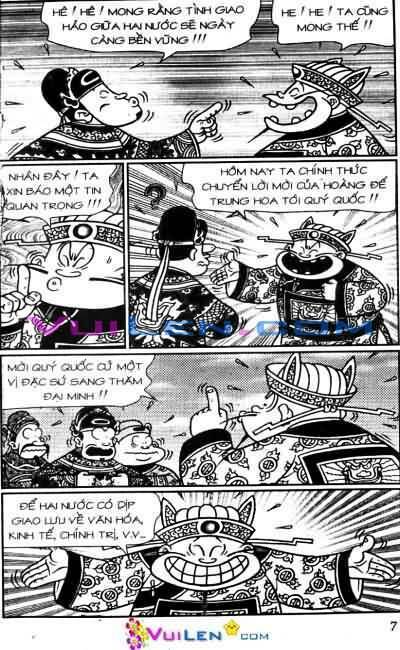 HÊ ! HÊ ! MONG RẰNG TÌNH GIAO
HẢO GIỮA HAI NƯỚC SẼ NGÀY
CÀNG BỀN VỮNG !!!
HE ! HE ! TA CŨNG
MONG THẾ !!
NHÂN ĐÂY ! TA
XIN BÁO MỘT TIN
QUAN TRỌNG !!!
?
HÔM NAY TA CHÍNH THỨC
CHUYỂN LỜI MỜI CỦA HOÀNG ĐẾ
TRUNG HOA TỚI QUÝ QUỐC !!
VUILEN.COM
MỜI QUÝ QUỐC CỬ MỘT
VỊ ĐẶC SỨ SANG THĂM
ĐẠI MINH !!
ĐỂ HAI NƯỚC CÓ DỊP
GIAO LƯU VỀ VĂN HÓA,
KINH TẾ, CHÍNH TRỊ, V.V...
7
VUILEN.COM